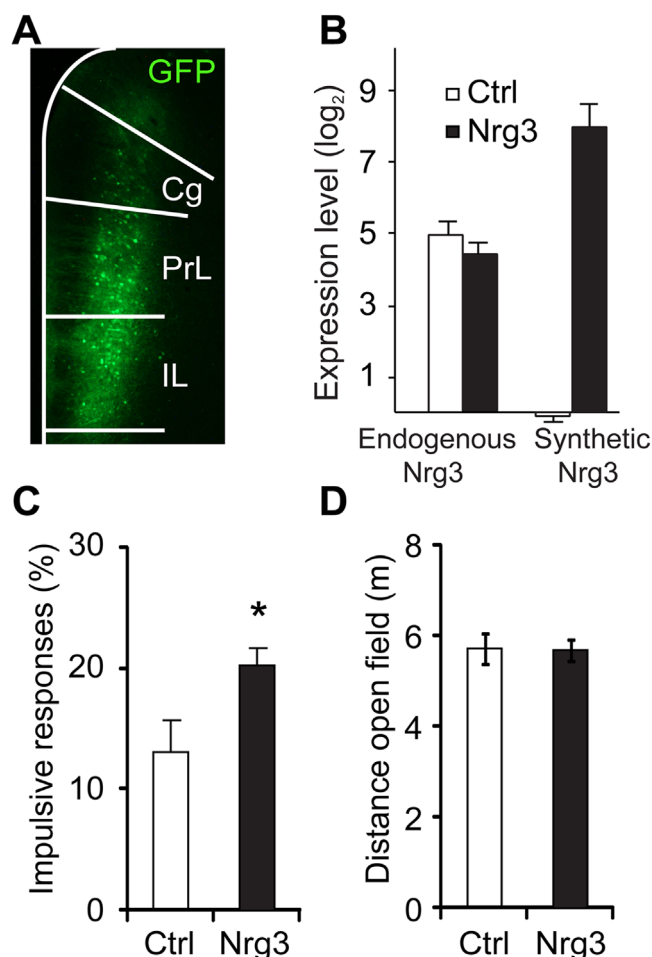 A
GFP
Cg
PrL
IL
B
Expression level (log₂)
9
7
5
3
1
Ctrl
Nrg3
Endogenous Nrg3
Synthetic Nrg3
C
Impulsive responses (%)
30
20
10
0
*
Ctrl
Nrg3
D
Distance open field (m)
8
6
4
2
0
Ctrl
Nrg3